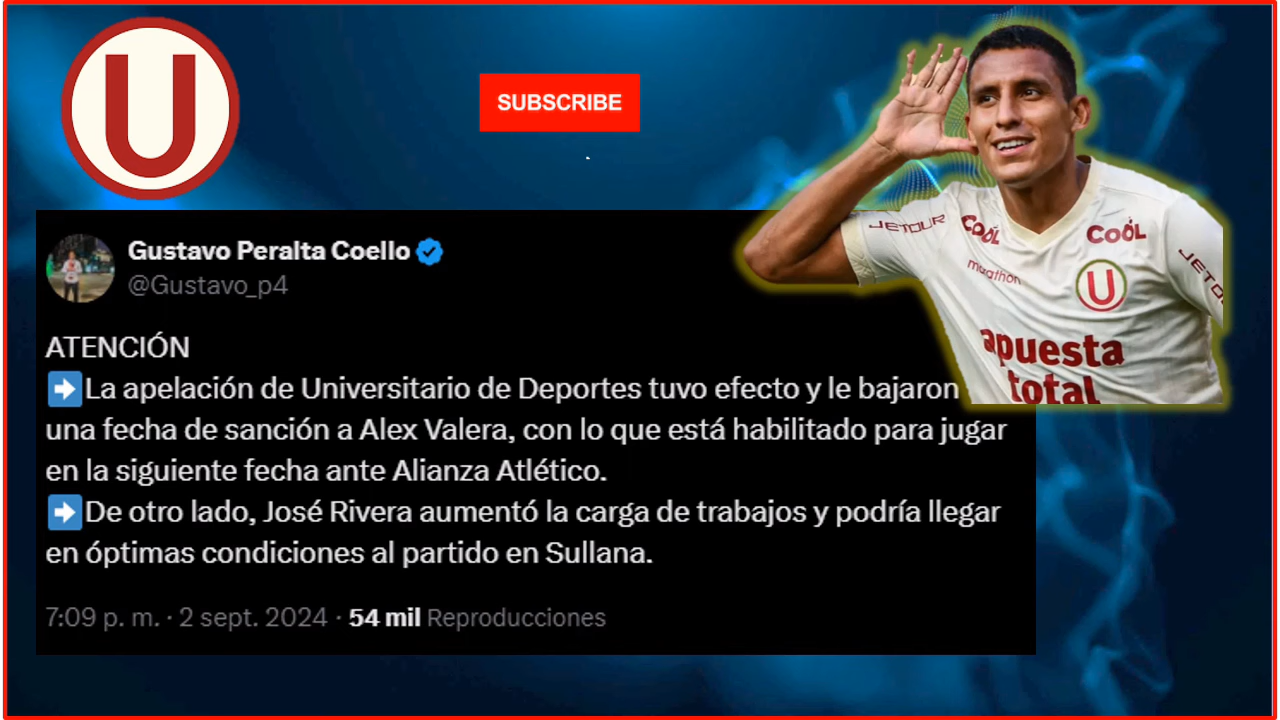 U
SUBSCRIBE
JETOUR
COOL
COOL
JETOU
marathon
U
apuesta
total
Gustavo Peralta Coello
@Gustavo_p4
ATENCIÓN
➡️La apelación de Universitario de Deportes tuvo efecto y le bajaron
una fecha de sanción a Alex Valera, con lo que está habilitado para jugar
en la siguiente fecha ante Alianza Atlético.
➡️De otro lado, José Rivera aumentó la carga de trabajos y podría llegar
en óptimas condiciones al partido en Sullana.
7:09 p. m. · 2 sept. 2024 · 54 mil Reproducciones